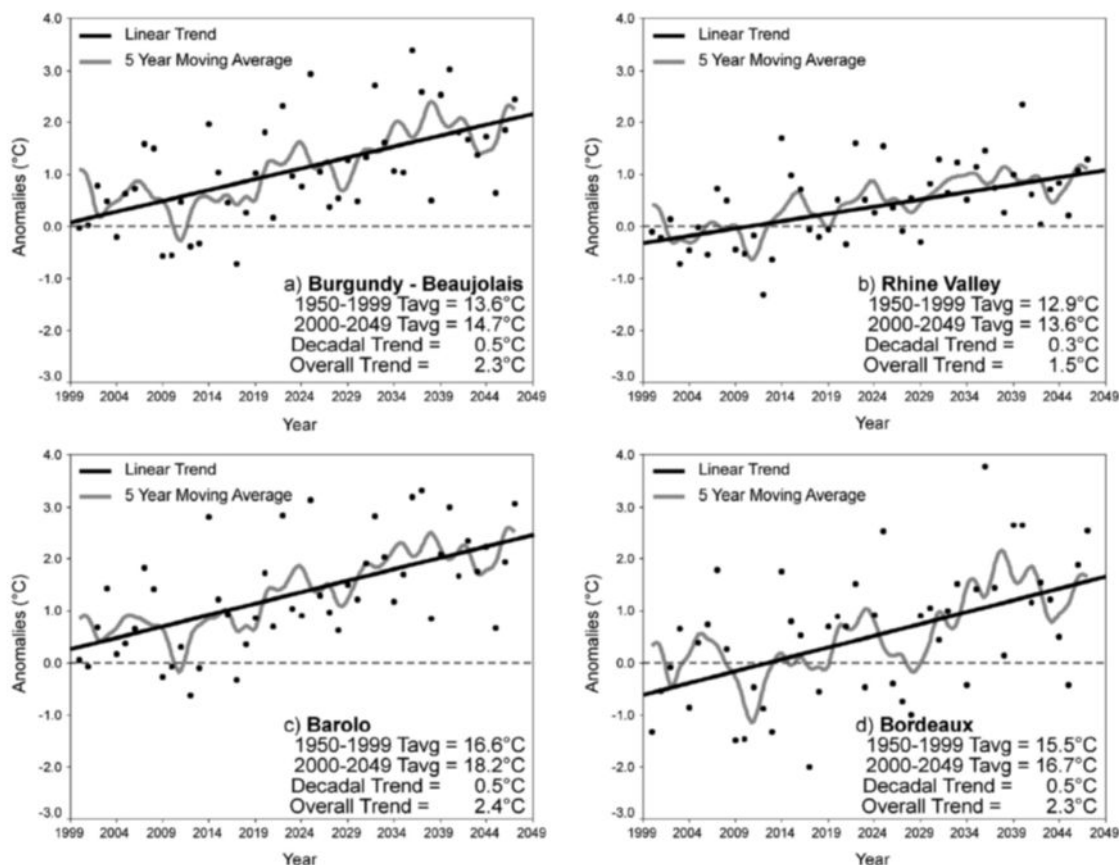 4.0
Linear Trend
5 Year Moving Average
3.0
2.0
1.0
0.0
-1.0
2.0
-3.0
Anomalies (°C)
a) Burgundy - Beaujolais
1950-1999 Tavg = 13.6°C
2000-2049 Tavg = 14.7°C
Decadal Trend = 0.5°C
Overall Trend = 2.3°C
1999 2004 2009 2014 2019 2029 2029 2034 2039 2044 2049
Year
4.0
Linear Trend
5 Year Moving Average
3.0
2.0
1.0
0.0
-1.0
2.0
-3.0
Anomalies (°C)
b) Rhine Valley
1950-1999 Tavg = 12.9°C
2000-2049 Tavg = 13.6°C
Decadal Trend = 0.3°C
Overall Trend = 1.5°C
1999 2004 2009 2014 2019 2029 2029 2034 2039 2044 2049
Year
4.0
Linear Trend
5 Year Moving Average
3.0
2.0
1.0
0.0
-1.0
2.0
-3.0
Anomalies (°C)
c) Barolo
1950-1999 Tavg = 16.6°C
2000-2049 Tavg = 18.2°C
Decadal Trend = 0.5°C
Overall Trend = 2.4°C
1999 2004 2009 2014 2019 2029 2029 2034 2039 2044 2049
Year
4.0
Linear Trend
5 Year Moving Average
3.0
2.0
1.0
0.0
-1.0
2.0
-3.0
Anomalies (°C)
d) Bordeaux
1950-1999 Tavg = 15.5°C
2000-2049 Tavg = 16.7°C
Decadal Trend = 0.5°C
Overall Trend = 2.3°C
1999 2004 2009 2014 2019 2029 2029 2034 2039 2044 2049
Year